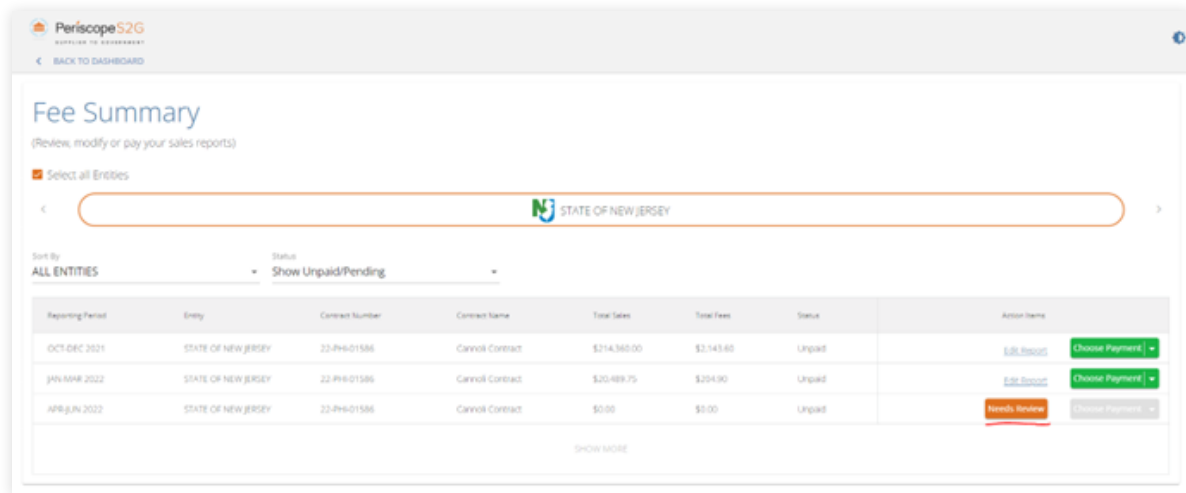 Periscope S2G
SUPPLIER TO GOVERNMENT
BACK TO DASHBOARD
Fee Summary
(Review, modify or pay your sales reports)
Select all Entities
STATE OF NEW JERSEY
Sort By Status
ALL ENTITIES Show Unpaid/Pending
Reporting Period Entity Contract Number Contract Name Total Sales Total Fees Status Action Items
OCT-DEC 2021 STATE OF NEW JERSEY 22-PHI-01586 Cannoli Contract $214,360.00 $2,143.60 Unpaid Edit Report Choose Payment
JAN-MAR 2022 STATE OF NEW JERSEY 22-PHI-01586 Cannoli Contract $20,489.75 $204.90 Unpaid Edit Report Choose Payment
APR-JUN 2022 STATE OF NEW JERSEY 22-PHI-01586 Cannoli Contract $0.00 $0.00 Unpaid Needs Review Choose Payment
SHOW MORE